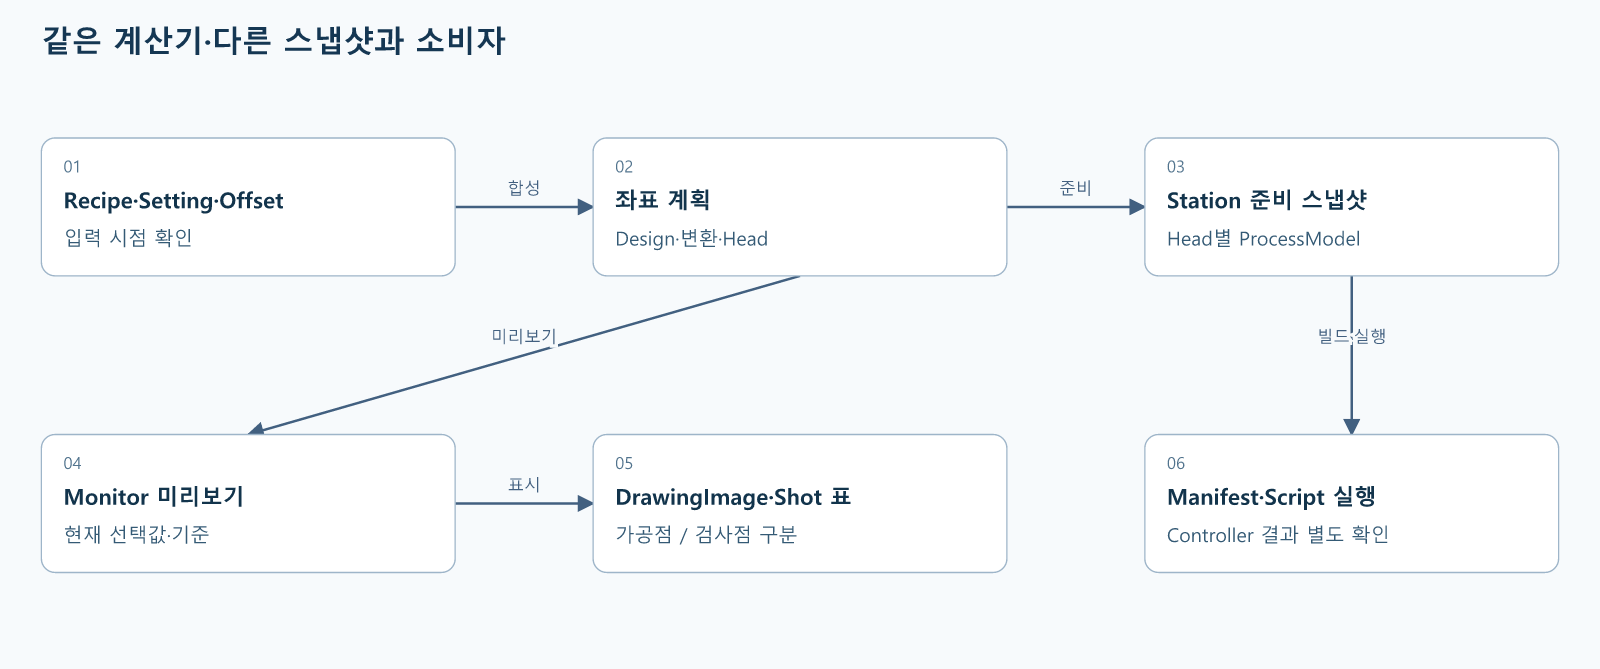 같은 계산기·다른 스냅샷과 소비자
01
Recipe·Setting·Offset
입력 시점 확인
합성
02
좌표 계획
Design·변환·Head
준비
03
Station 준비 스냅샷
Head별 ProcessModel
미리보기
빌드·실행
04
Monitor 미리보기
현재 선택값·기준
표시
05
DrawingImage·Shot 표
가공점 / 검사점 구분
06
Manifest·Script 실행
Controller 결과 별도 확인